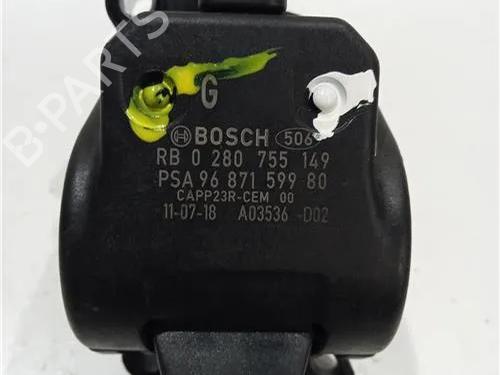 B-PARTS
G
BOSCH
RB 0 280 755 149
PSA 96 871 599 80
CAPP23R-CEM 00
11-07-18 A03536 D02